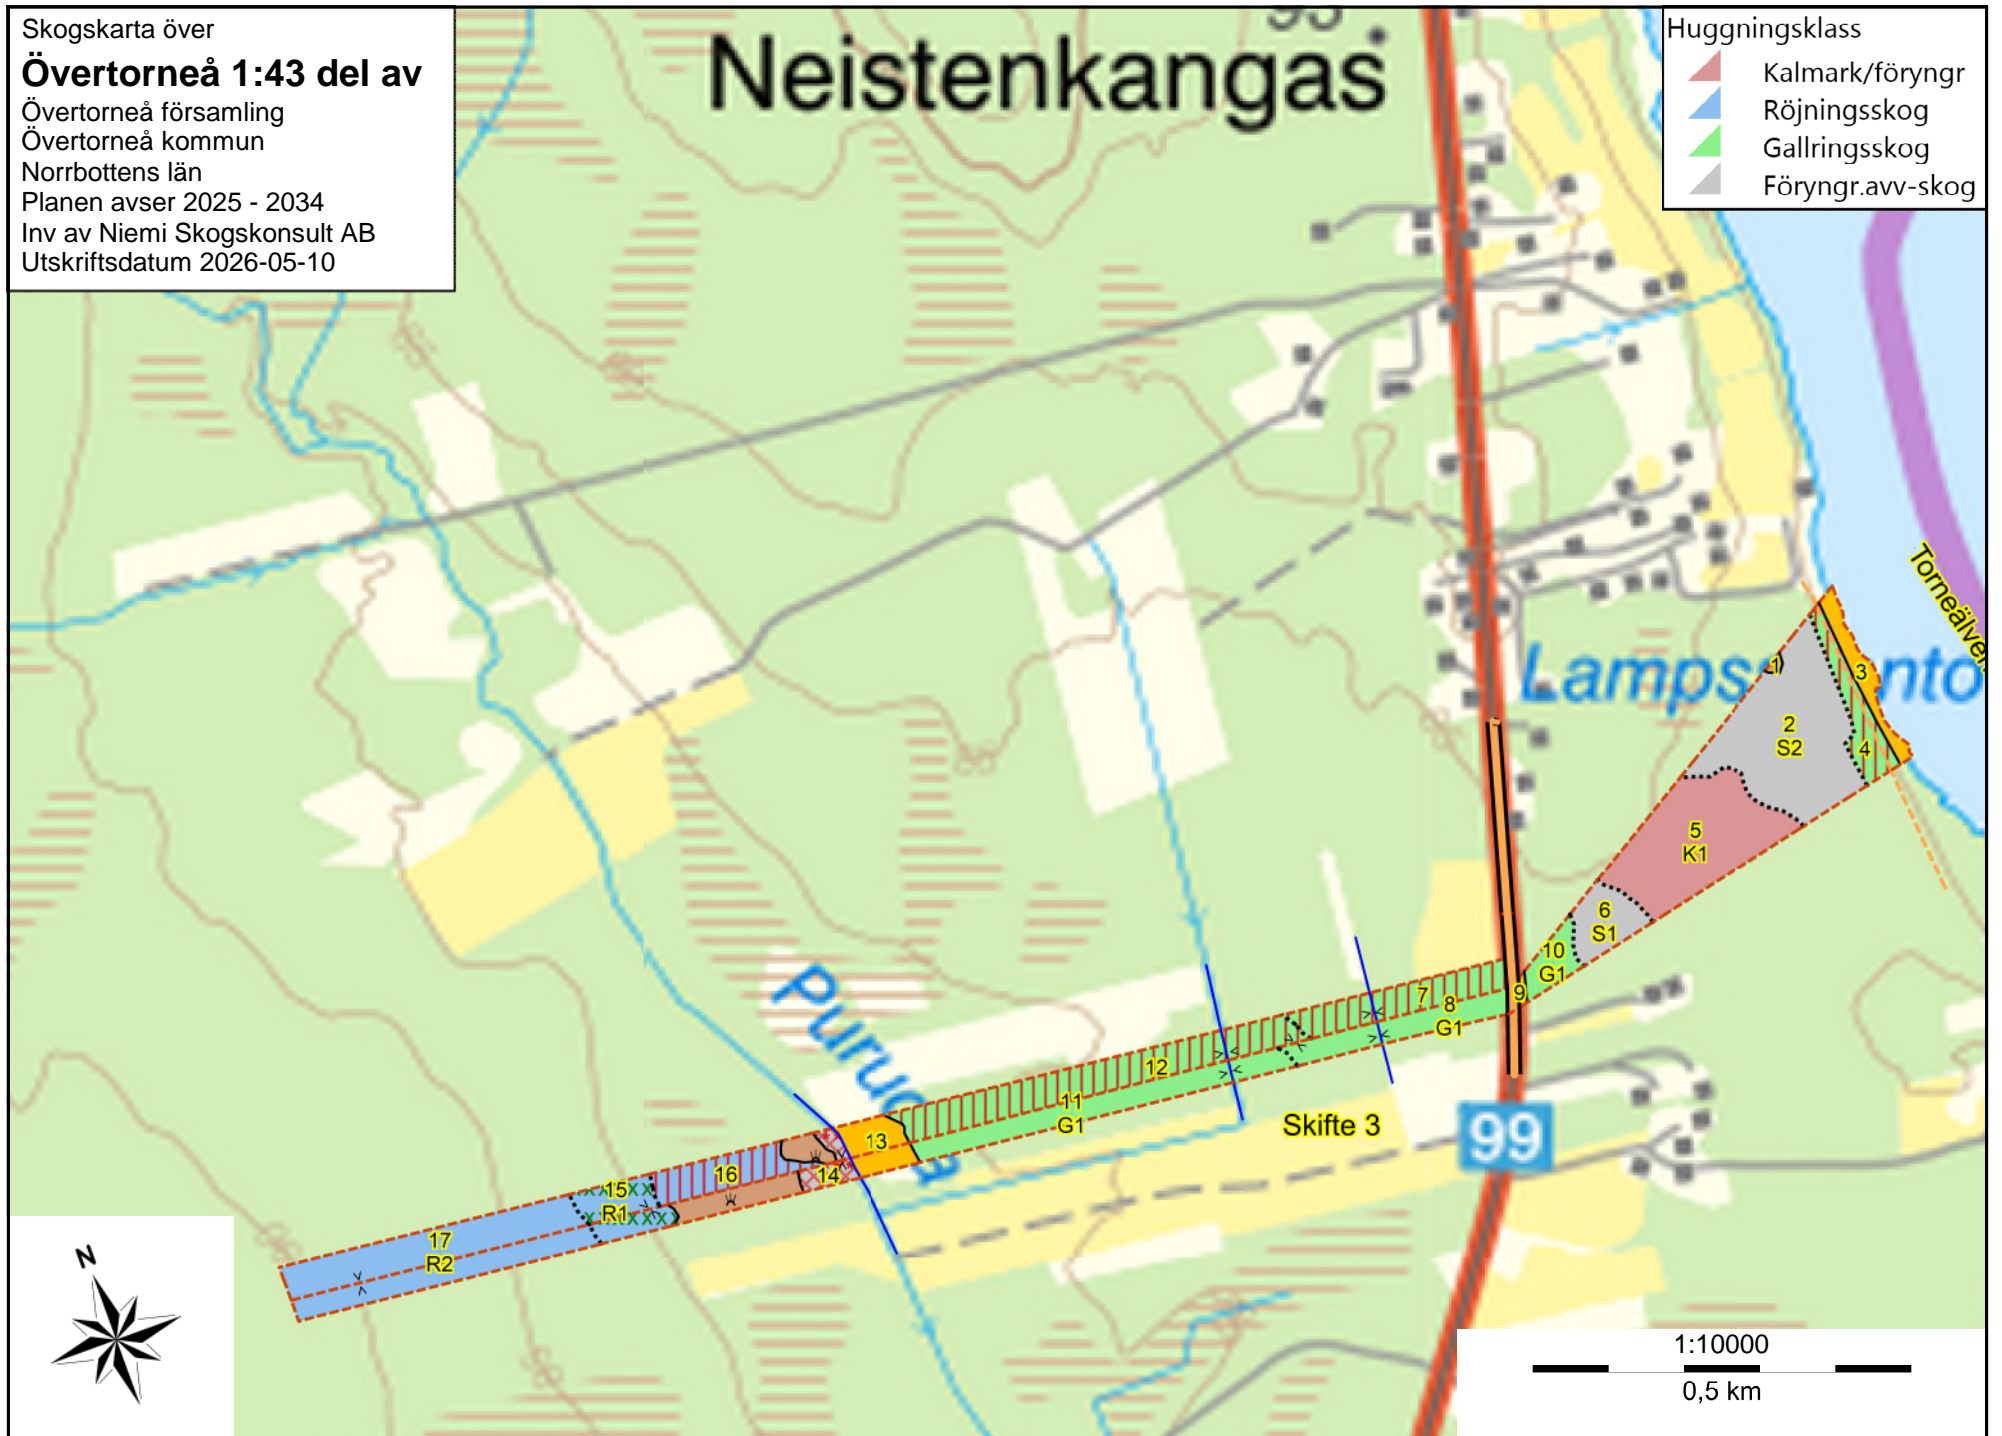 Skogskarta över
Övertorneå 1:43 del av
Övertorneå församling
Övertorneå kommun
Norrbottens län
Planen avser 2025 - 2034
Inv av Niemi Skogskonsult AB
Utskriftsdatum 2026-05-10
Neistenkangas
Huggningsklass
Kalmark/föryngr
Röjningsskog
Gallringsskog
Föryngr.avv-skog
Torneälven
1
3
2
S2
4
5
K1
6
S1
10
G1
9
7
8
G1
12
11
G1
Skifte 3
99
13
14
16
15
R1
17
R2
N
1:10000
0,5 km